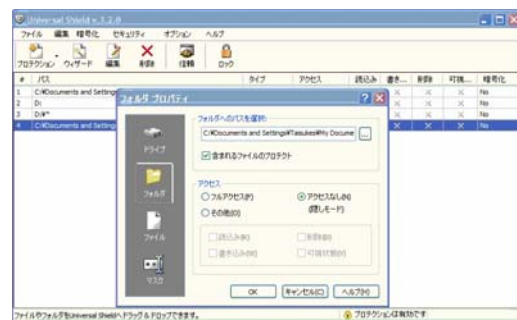 Universal Shield v.3.2.0
ファイル 編集 暗号化 セキュリティ オプション ヘルプ
プロテクション ウィザード 編集 削除 信頼 ロック
# パス タイプ アクセス 読込み 書き... 削除 可視... 暗号化
1 C:¥Documents and Settings × × × No
2 D: × × × No
3 D:¥* × × × No
4 C:¥Documents and Settings × × × No
フォルダ プロパティ
ドライブ
フォルダ
ファイル
マスク
フォルダへのパスを選択:
C:¥Documents and Settings¥Taisukes¥My Docume ...
含まれるファイルのプロテクト
アクセス
フルアクセス(F) アクセスなし(N)
(隠しモード)
その他(O)
読込み(R) 削除(D)
書き込み(W) 可視状態(V)
OK キャンセル(C) ヘルプ(H)
ファイルやフォルダをUniversal Shieldへドラッグ & ドロップできます。 プロテクションは有効です